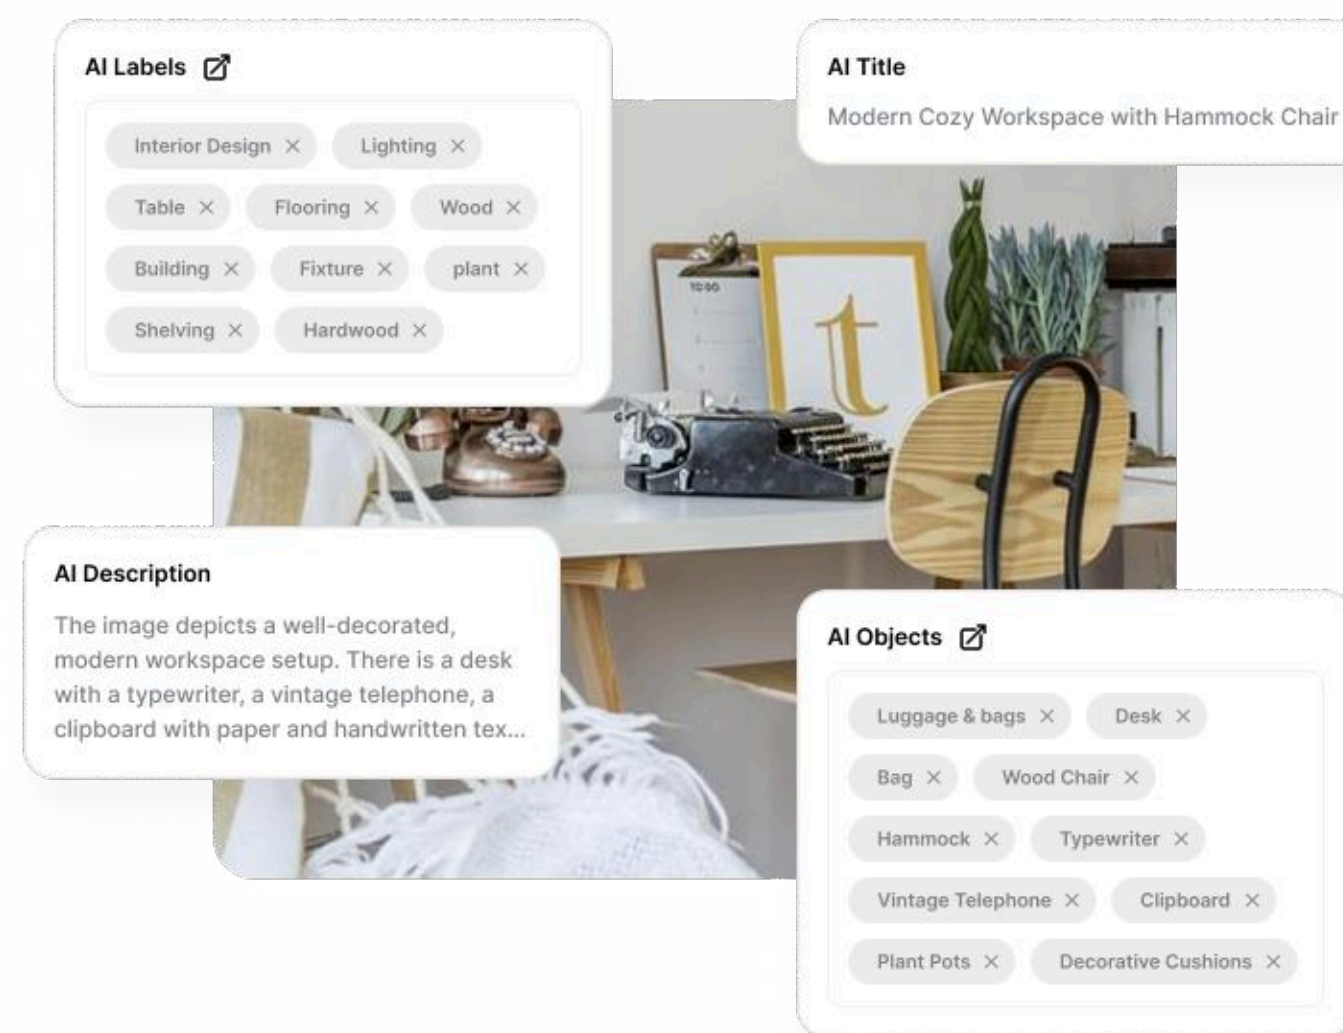 AI Labels
Interior Design × Lighting ×
Table × Flooring × Wood ×
Building × Fixture × plant ×
Shelving × Hardwood ×
AI Title
Modern Cozy Workspace with Hammock Chair
TO DO
t
AI Description
The image depicts a well-decorated,
modern workspace setup. There is a desk
with a typewriter, a vintage telephone, a
clipboard with paper and handwritten tex...
AI Objects
Luggage & bags × Desk ×
Bag × Wood Chair ×
Hammock × Typewriter ×
Vintage Telephone × Clipboard ×
Plant Pots × Decorative Cushions ×